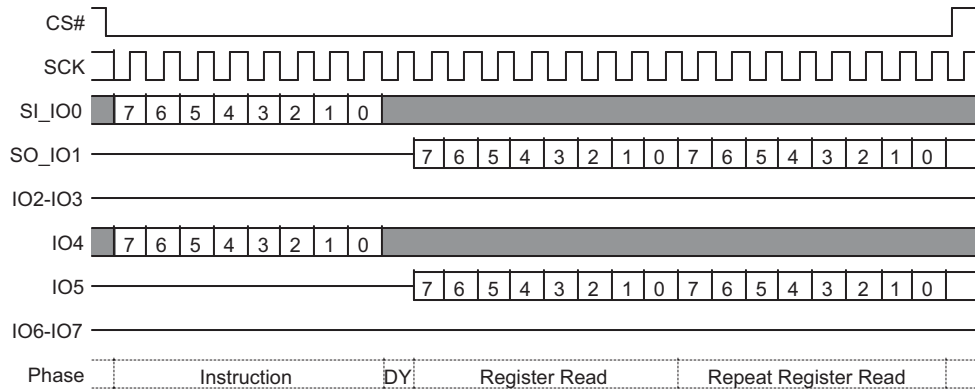 CS#
SCK
SI_IO0 7 6 5 4 3 2 1 0
SO_IO1 7 6 5 4 3 2 1 0 7 6 5 4 3 2 1 0
IO2-IO3
IO4 7 6 5 4 3 2 1 0
IO5 7 6 5 4 3 2 1 0 7 6 5 4 3 2 1 0
IO6-IO7
Phase Instruction DY Register Read Repeat Register Read